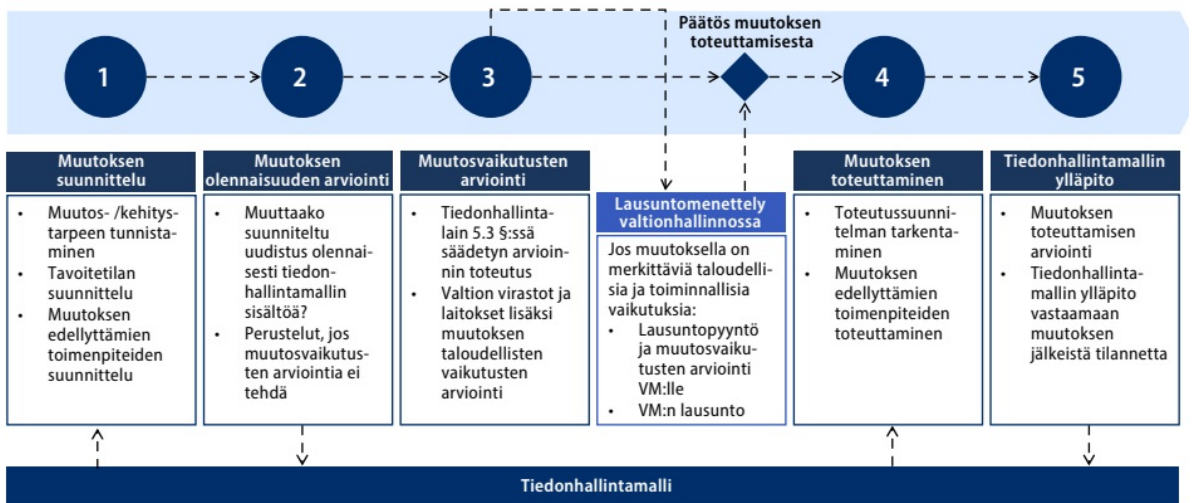 Päätös muutoksen
toteuttamisesta
1
2
3
4
5
Muutoksen
suunnittelu
• Muutos- /kehitys-
tarpeen tunnista-
minen
• Tavoitetilan
suunnittelu
• Muutoksen
edellyttämien
toimenpiteiden
suunnittelu
Muutoksen
olennaisuuden arviointi
• Muuttaako
suunniteltu
uudistus olennai-
sesti tiedon-
hallintamallin
sisältöä?
• Perustelut, jos
muutosvaikutus-
ten arviointia ei
tehdä
Muutosvaikutusten
arviointi
• Tiedonhallinta-
lain 5.3 §:ssä
säädetyn arvioin-
nin toteutus
• Valtion virastot ja
laitokset lisäksi
muutoksen
taloudellisten
vaikutusten
arviointi
Lausuntomenettely
valtionhallinnossa
Jos muutoksella on
merkittäviä taloudelli-
sia ja toiminnallisia
vaikutuksia:
• Lausuntopyyntö
ja muutosvaiku-
tusten arviointi
VM:lle
• VM:n lausunto
Muutoksen
toteuttaminen
• Toteutussuunni-
telman tarkenta-
minen
• Muutoksen
edellyttämien
toimenpiteiden
toteuttaminen
Tiedonhallintamallin
ylläpito
• Muutoksen
toteuttamisen
arviointi
• Tiedonhallinta-
mallin ylläpito
vastaamaan
muutoksen
jälkeistä tilannetta
Tiedonhallintamalli